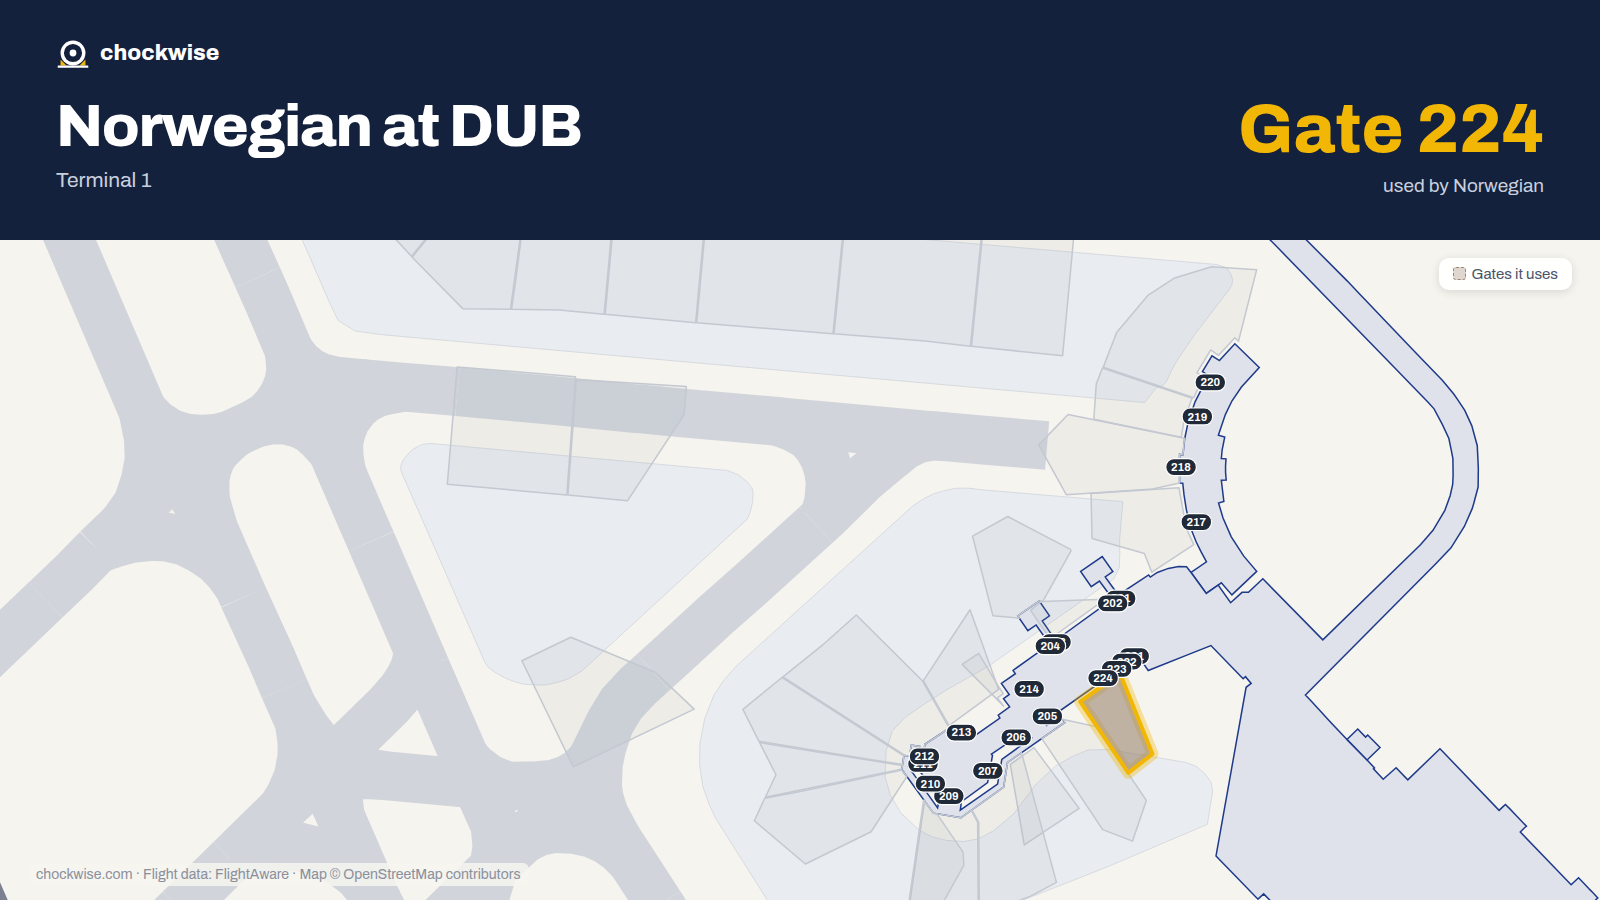 chockwise
Norwegian at DUB
Terminal 1
Gate 224
used by Norwegian
Gates it uses
220
219
218
217
202
204
224
223
214
205
213
206
212
207
210
209
chockwise.com · Flight data: FlightAware · Map © OpenStreetMap contributors